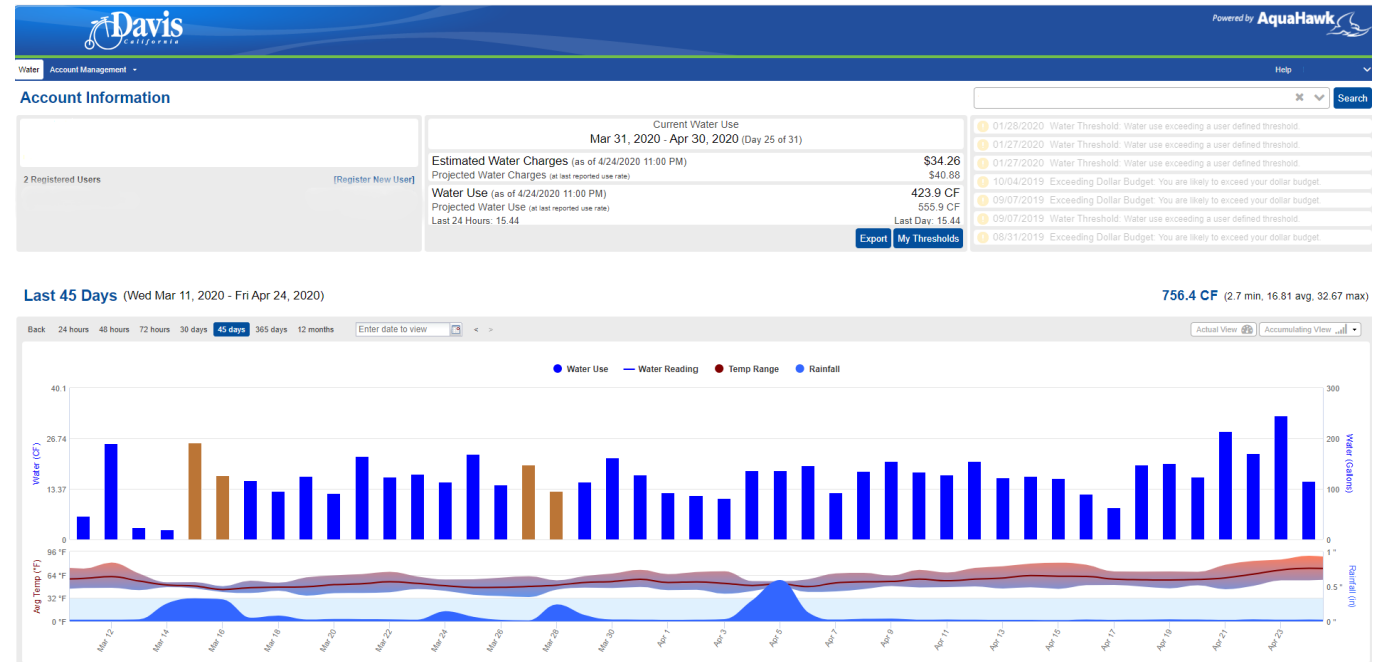 Davis
California
Powered by AquaHawk
Water Account Management Help
Account Information
Search
2 Registered Users [Register New User]
Current Water Use
Mar 31, 2020 - Apr 30, 2020 (Day 25 of 31)
Estimated Water Charges (as of 4/24/2020 11:00 PM) $34.26
Projected Water Charges (at last reported use rate) $40.88
Water Use (as of 4/24/2020 11:00 PM) 423.9 CF
Projected Water Use (at last reported use rate) 555.9 CF
Last 24 Hours: 15.44 Last Day: 15.44
Export My Thresholds
01/28/2020 Water Threshold: Water use exceeding a user defined threshold.
01/27/2020 Water Threshold: Water use exceeding a user defined threshold.
01/27/2020 Water Threshold: Water use exceeding a user defined threshold.
10/04/2019 Exceeding Dollar Budget: You are likely to exceed your dollar budget.
09/07/2019 Exceeding Dollar Budget: You are likely to exceed your dollar budget.
09/07/2019 Water Threshold: Water use exceeding a user defined threshold.
08/31/2019 Exceeding Dollar Budget: You are likely to exceed your dollar budget.
Last 45 Days (Wed Mar 11, 2020 - Fri Apr 24, 2020) 756.4 CF (2.7 min, 16.81 avg, 32.67 max)
Back 24 hours 48 hours 72 hours 30 days 45 days 365 days 12 months Enter date to view < > Actual View Accumulating View
Water Use Water Reading Temp Range Rainfall
40.1 300
26.74 200
13.37 100
0 0
Water (CF)
Water (Gallons)
96 °F 1 "
64 °F 0.5 "
32 °F
0 °F 0 "
Avg Temp (°F)
Rainfall (in)
Mar 12 Mar 14 Mar 16 Mar 18 Mar 20 Mar 22 Mar 24 Mar 26 Mar 28 Mar 30 Apr 1 Apr 3 Apr 5 Apr 7 Apr 9 Apr 11 Apr 13 Apr 15 Apr 17 Apr 19 Apr 21 Apr 23